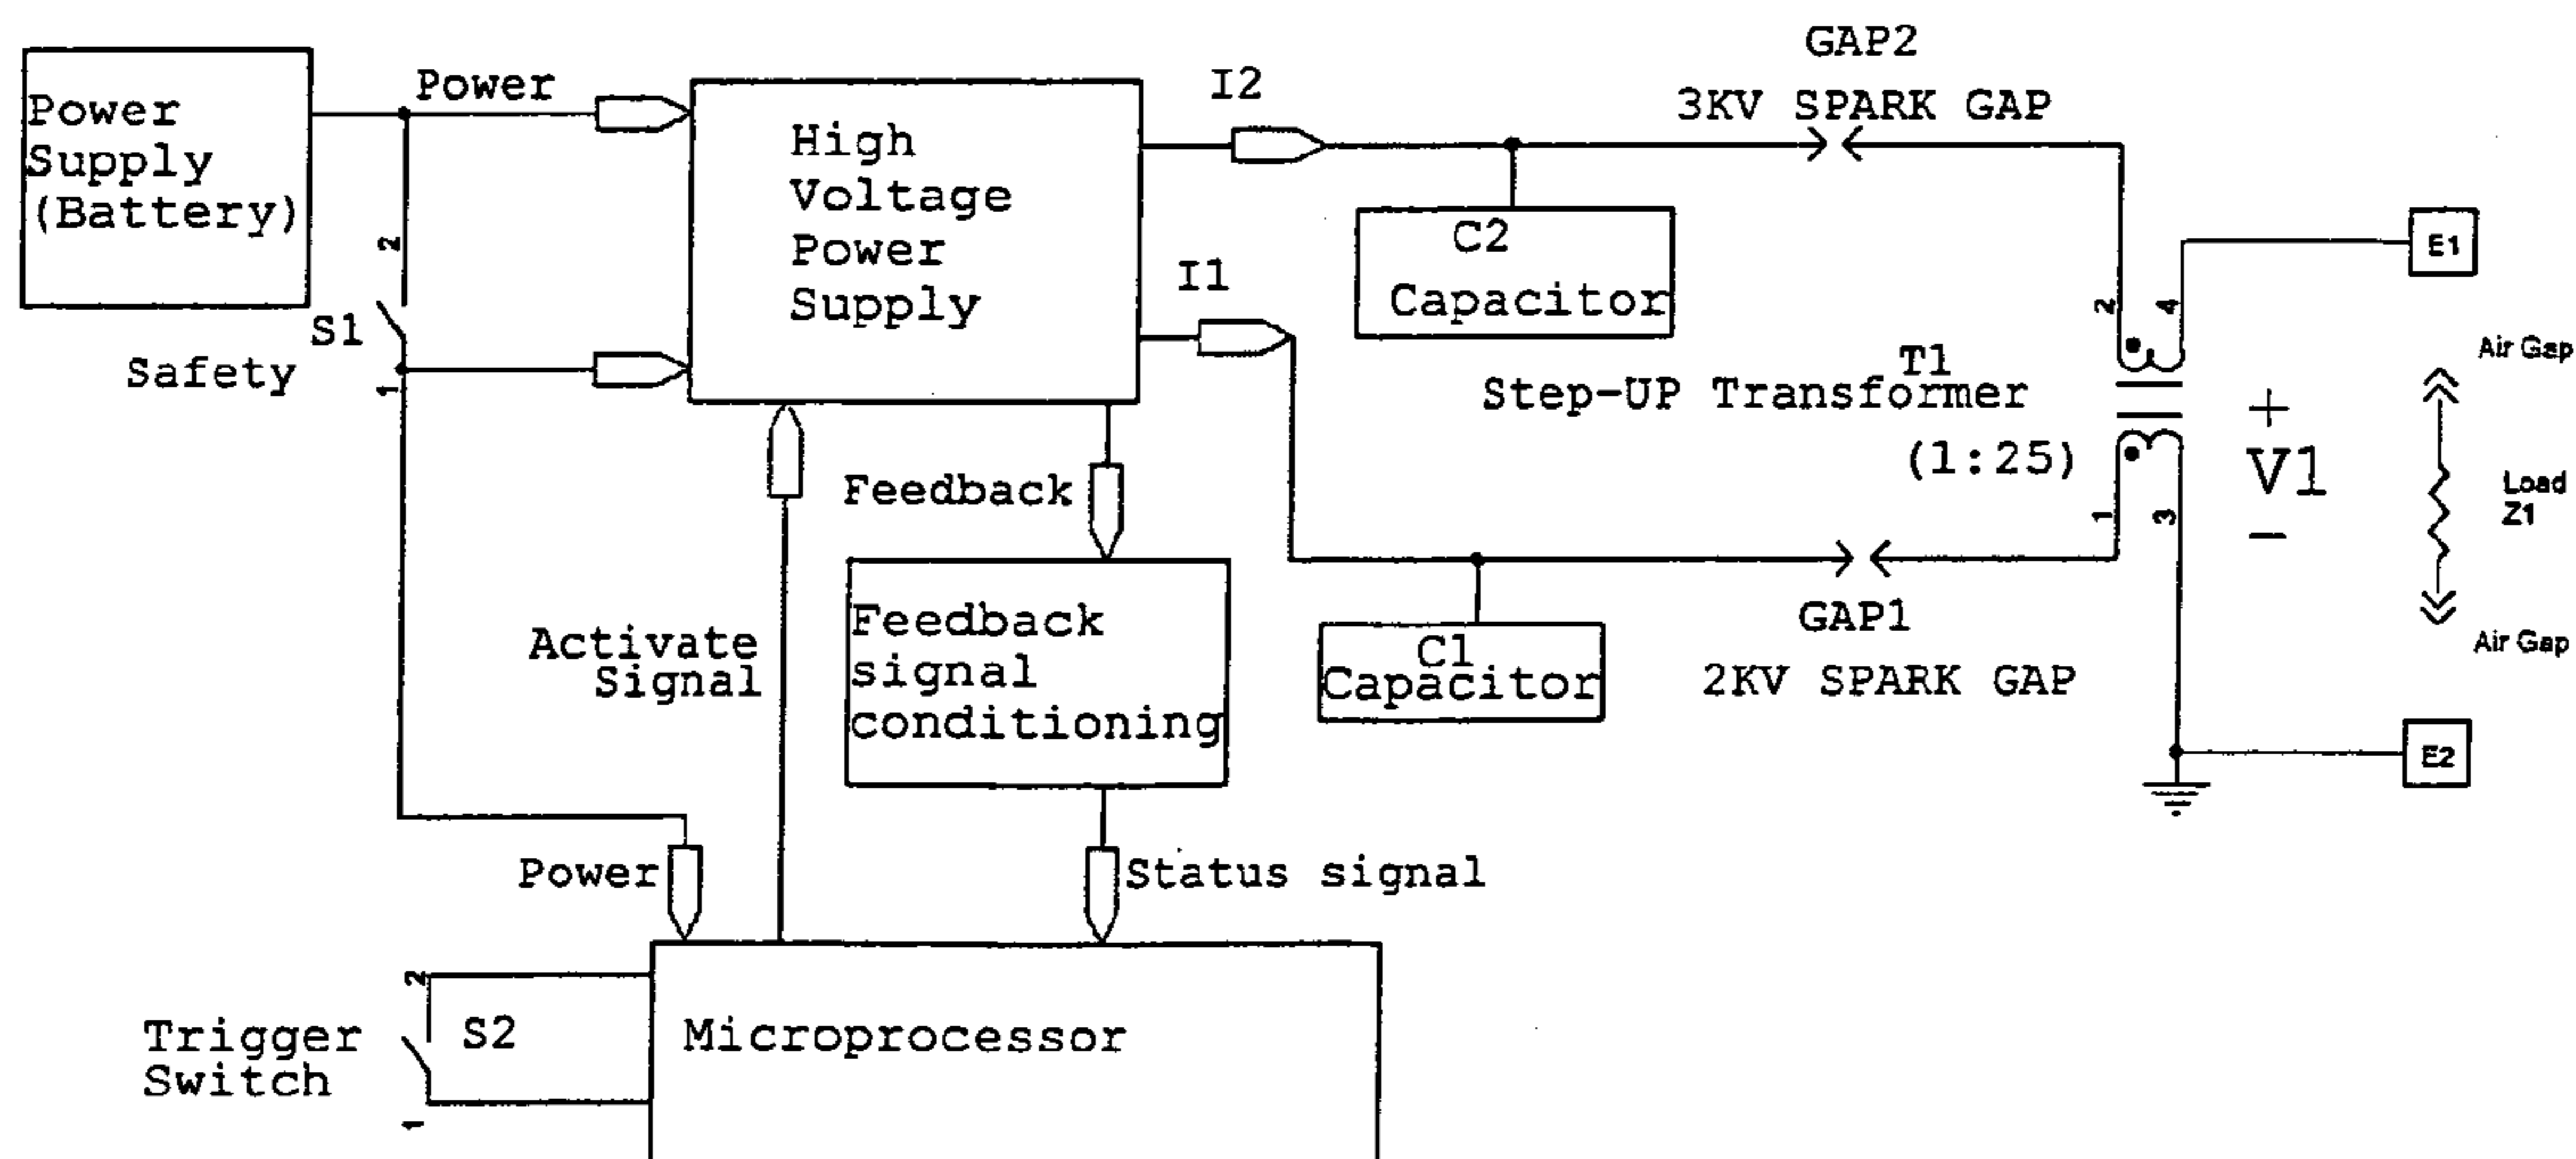 Power
Supply
(Battery)
Power
2
S1
Safety
1
High
Voltage
Power
Supply
I2
I1
GAP2
3KV SPARK GAP
C2
Capacitor
T1
Step-UP Transformer
(1:25)
2
4
1
3
+
V1
−
E1
Air Gap
Load
Z1
Air Gap
E2
GAP1
2KV SPARK GAP
C1
Capacitor
Feedback
Feedback
signal
conditioning
Activate
Signal
Power
Status signal
2
Trigger
Switch
S2
1
Microprocessor